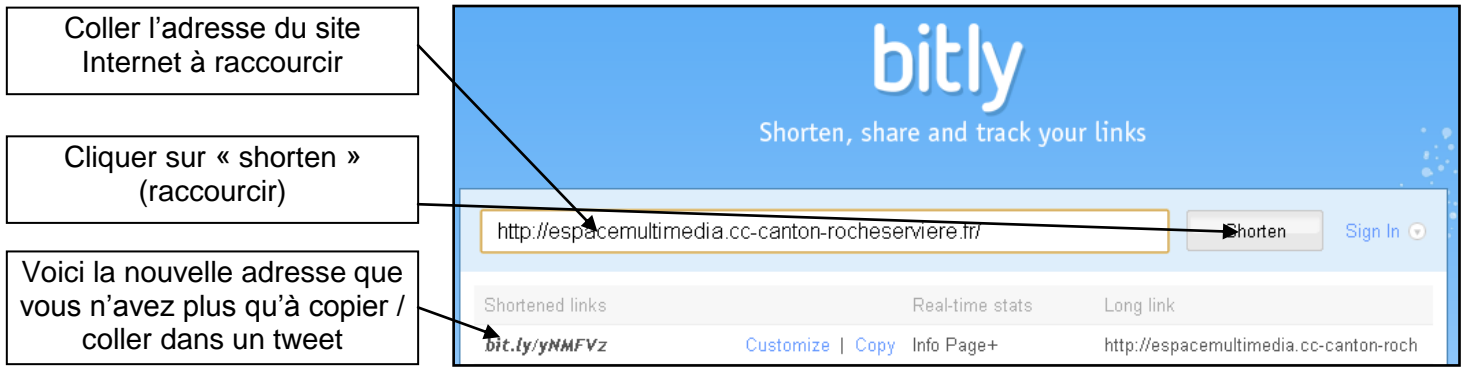 Coller l’adresse du site
Internet à raccourcir
Cliquer sur « shorten »
(raccourcir)
Voici la nouvelle adresse que
vous n’avez plus qu’à copier /
coller dans un tweet
bitly
Shorten, share and track your links
http://espacemultimedia.cc-canton-rocheserviere.fr/
Shorten
Sign In
Shortened links Real-time stats Long link
bit.ly/yNMFVz Customize | Copy Info Page+ http://espacemultimedia.cc-canton-roch